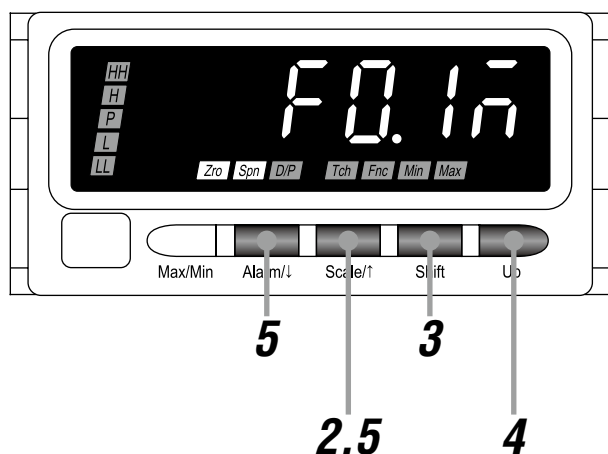 HH
H
P
L
LL
F0.1n̄
Zro Spn D/P Tch Fnc Min Max
Max/Min Alarm/↓ Scale/↑ Shift Up
5 3
2.5 4